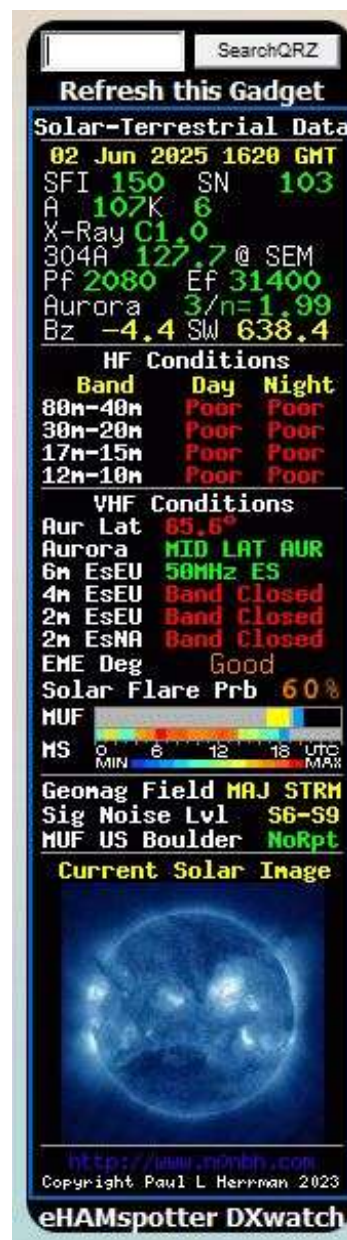 SearchQRZ
Refresh this Gadget
Solar-Terrestrial Data
02 Jun 2025 1620 GMT
SFI 150 SN 103
A 107K 6
X-Ray C1.0
304A 127.7 @ SEM
Pf 2080 Ef 31400
Aurora 3/n=1.99
Bz -4.4 SW 638.4
HF Conditions
Band Day Night
80m-40m Poor Poor
30m-20m Poor Poor
17m-15m Poor Poor
12m-10m Poor Poor
VHF Conditions
Aur Lat 65.6°
Aurora MID LAT AUR
6m EsEU 50MHz ES
4m EsEU Band Closed
2m EsEU Band Closed
2m EsNA Band Closed
EME Deg Good
Solar Flare Prb 60%
MUF
MS 0 6 12 18 UTC
MIN MAX
Geomag Field MAJ STRM
Sig Noise Lvl S6-S9
MUF US Boulder NoRpt
Current Solar Image
http://www.n0nbh.com
Copyright Paul L Herrman 2023
eHAMspotter DXwatch